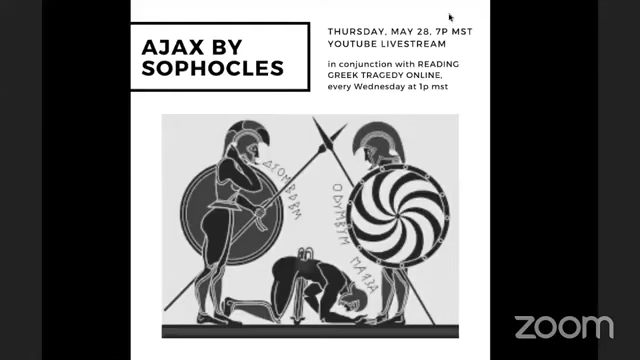 AJAX BY
SOPHOCLES
THURSDAY, MAY 28, 7P MST
YOUTUBE LIVESTREAM
in conjunction with READING
GREEK TRAGEDY ONLINE,
every Wednesday at 1p mst
zoom